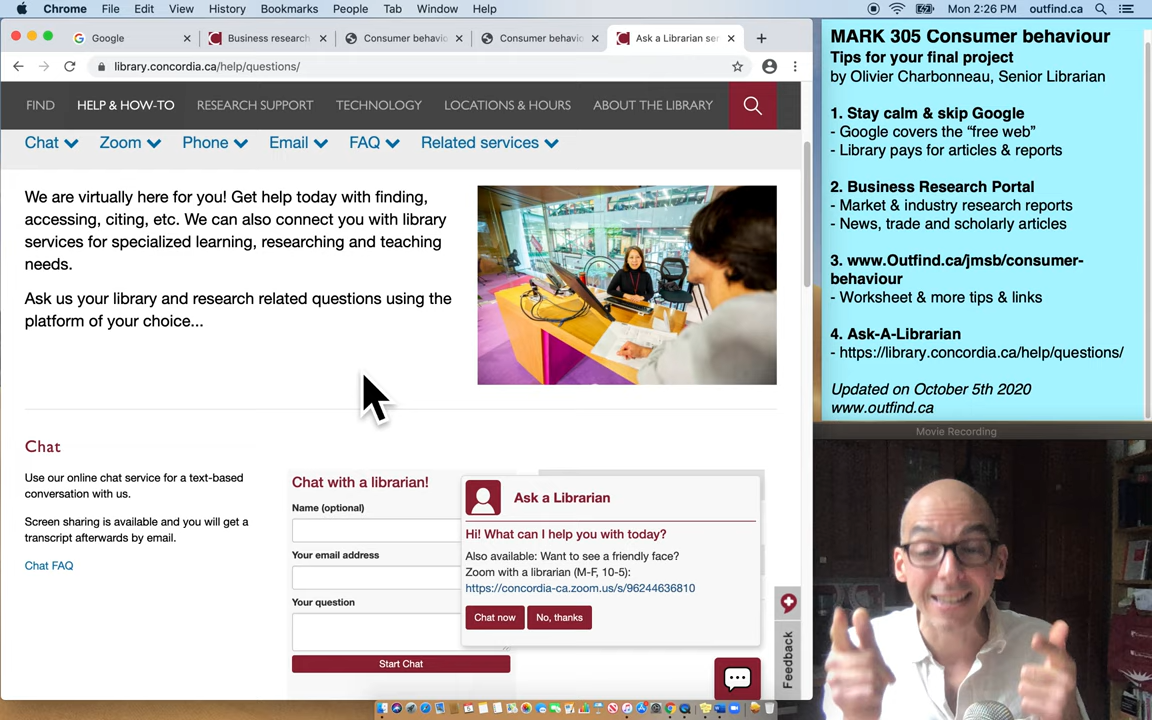 Chrome File Edit View History Bookmarks People Tab Window Help
Mon 2:26 PM outfind.ca
Google
Business research
Consumer behavio
Consumer behavio
Ask a Librarian ser
library.concordia.ca/help/questions/
FIND HELP & HOW-TO RESEARCH SUPPORT TECHNOLOGY LOCATIONS & HOURS ABOUT THE LIBRARY
Chat Zoom Phone Email FAQ Related services
We are virtually here for you! Get help today with finding,
accessing, citing, etc. We can also connect you with library
services for specialized learning, researching and teaching
needs.
Ask us your library and research related questions using the
platform of your choice...
Chat
Use our online chat service for a text-based
conversation with us.
Screen sharing is available and you will get a
transcript afterwards by email.
Chat FAQ
Chat with a librarian!
Name (optional)
Your email address
Your question
Start Chat
Ask a Librarian
Hi! What can I help you with today?
Also available: Want to see a friendly face?
Zoom with a librarian (M-F, 10-5):
https://concordia-ca.zoom.us/s/96244636810
Chat now
No, thanks
Feedback
MARK 305 Consumer behaviour
Tips for your final project
by Olivier Charbonneau, Senior Librarian
1. Stay calm & skip Google
- Google covers the “free web”
- Library pays for articles & reports
2. Business Research Portal
- Market & industry research reports
- News, trade and scholarly articles
3. www.Outfind.ca/jmsb/consumer-
behaviour
- Worksheet & more tips & links
4. Ask-A-Librarian
- https://library.concordia.ca/help/questions/
Updated on October 5th 2020
www.outfind.ca
Movie Recording